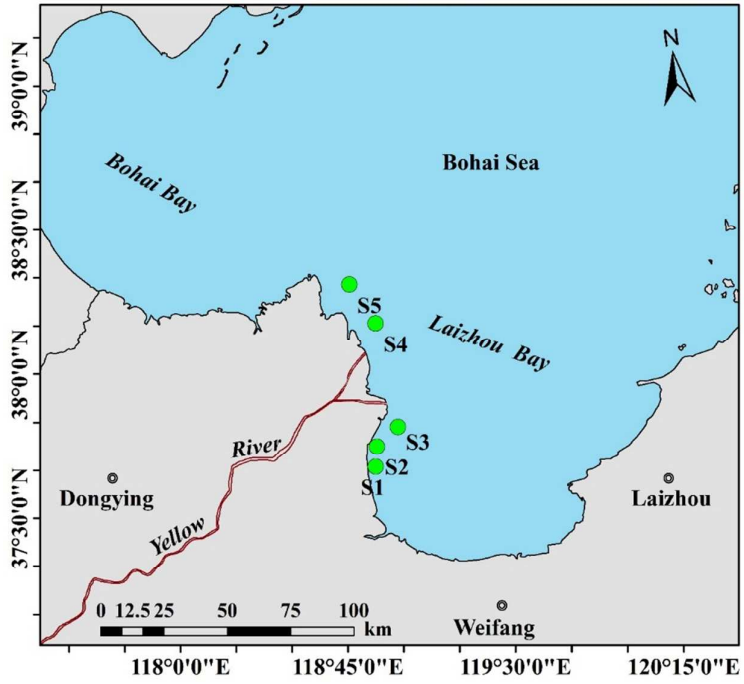 N
39°0'0"N
Bohai Sea
Bohai Bay
38°30'0"N
S5
S4
Laizhou Bay
38°0'0"N
S3
River
S2
S1
Dongying
Laizhou
37°30'0"N
Yellow
0 12.5 25 50 75 100
km
Weifang
118°0'0"E 118°45'0"E 119°30'0"E 120°15'0"E